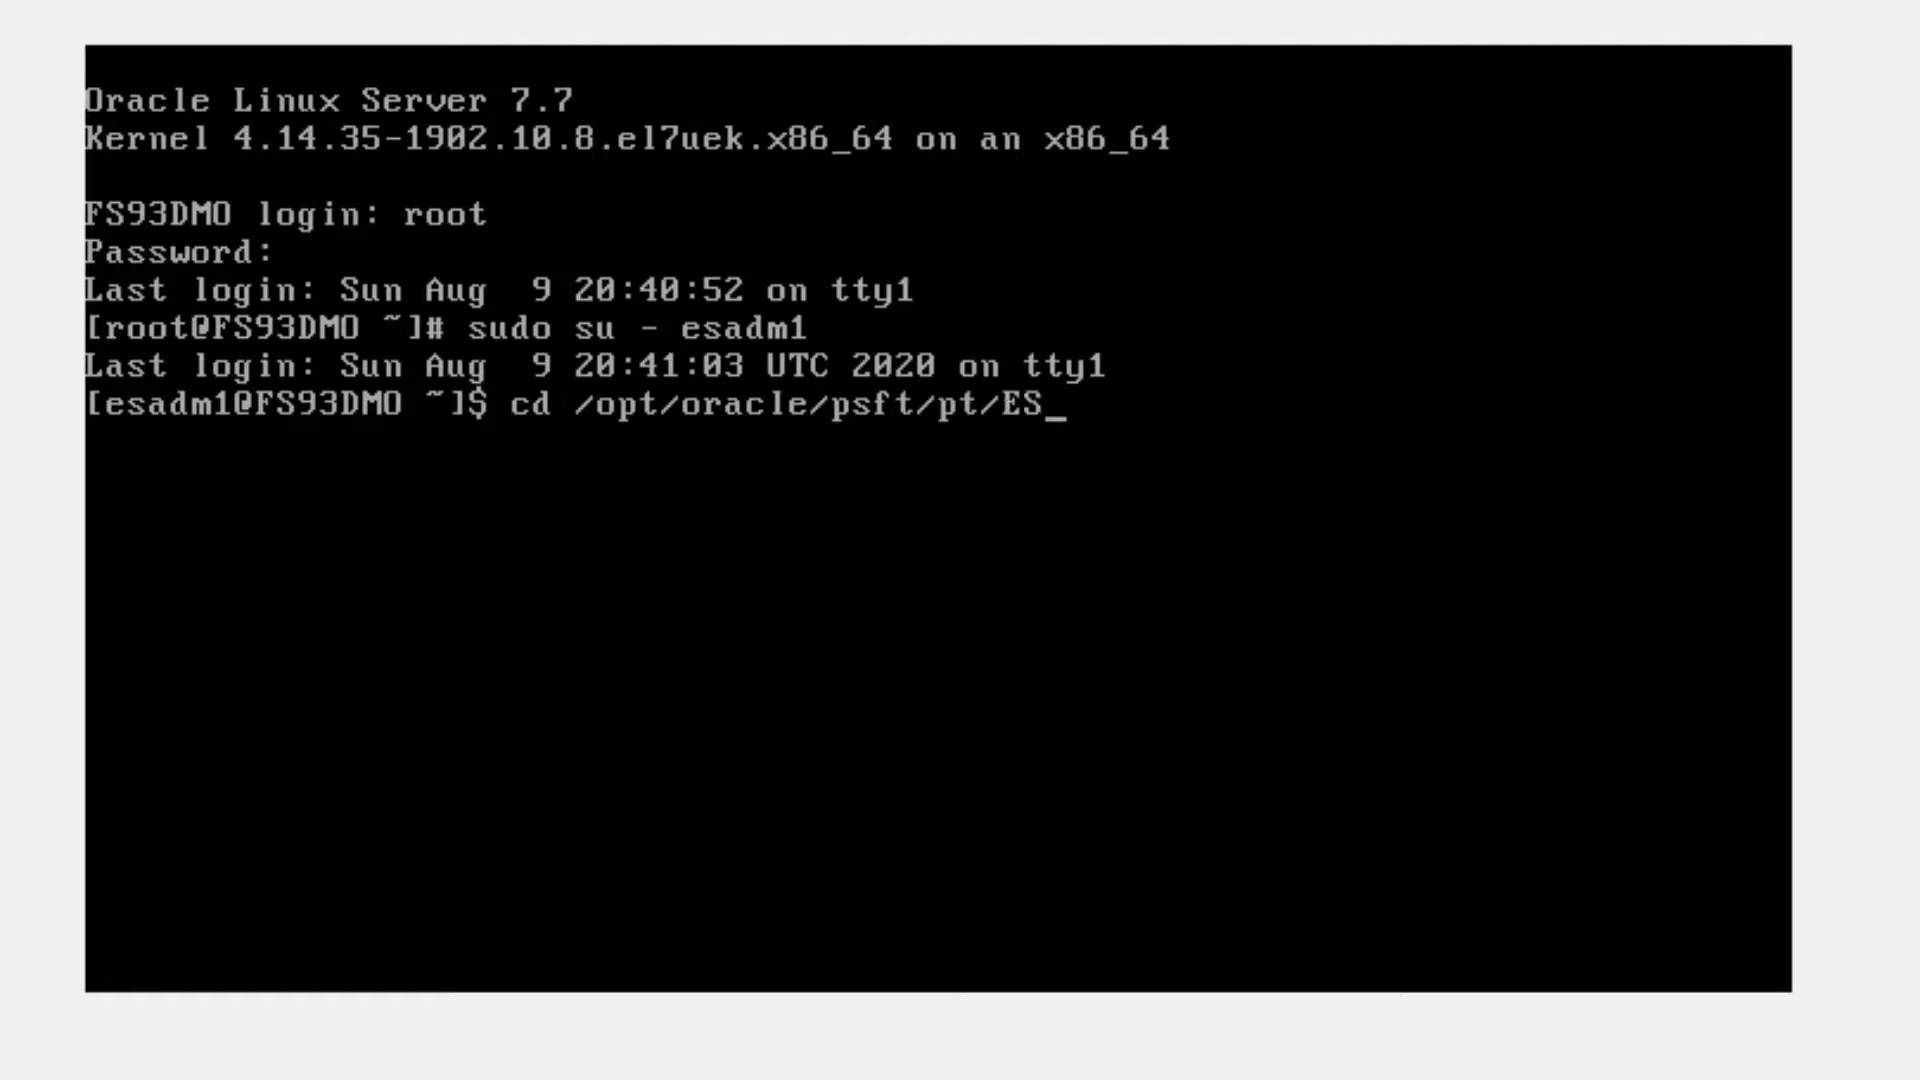 Oracle Linux Server 7.7
Kernel 4.14.35-1902.10.8.el7uek.x86_64 on an x86_64
FS93DMO login: root
Password:
Last login: Sun Aug  9 20:40:52 on tty1
[root@FS93DMO ~]# sudo su - esadm1
Last login: Sun Aug  9 20:41:03 UTC 2020 on tty1
[esadm1@FS93DMO ~]$ cd /opt/oracle/psft/pt/ES_